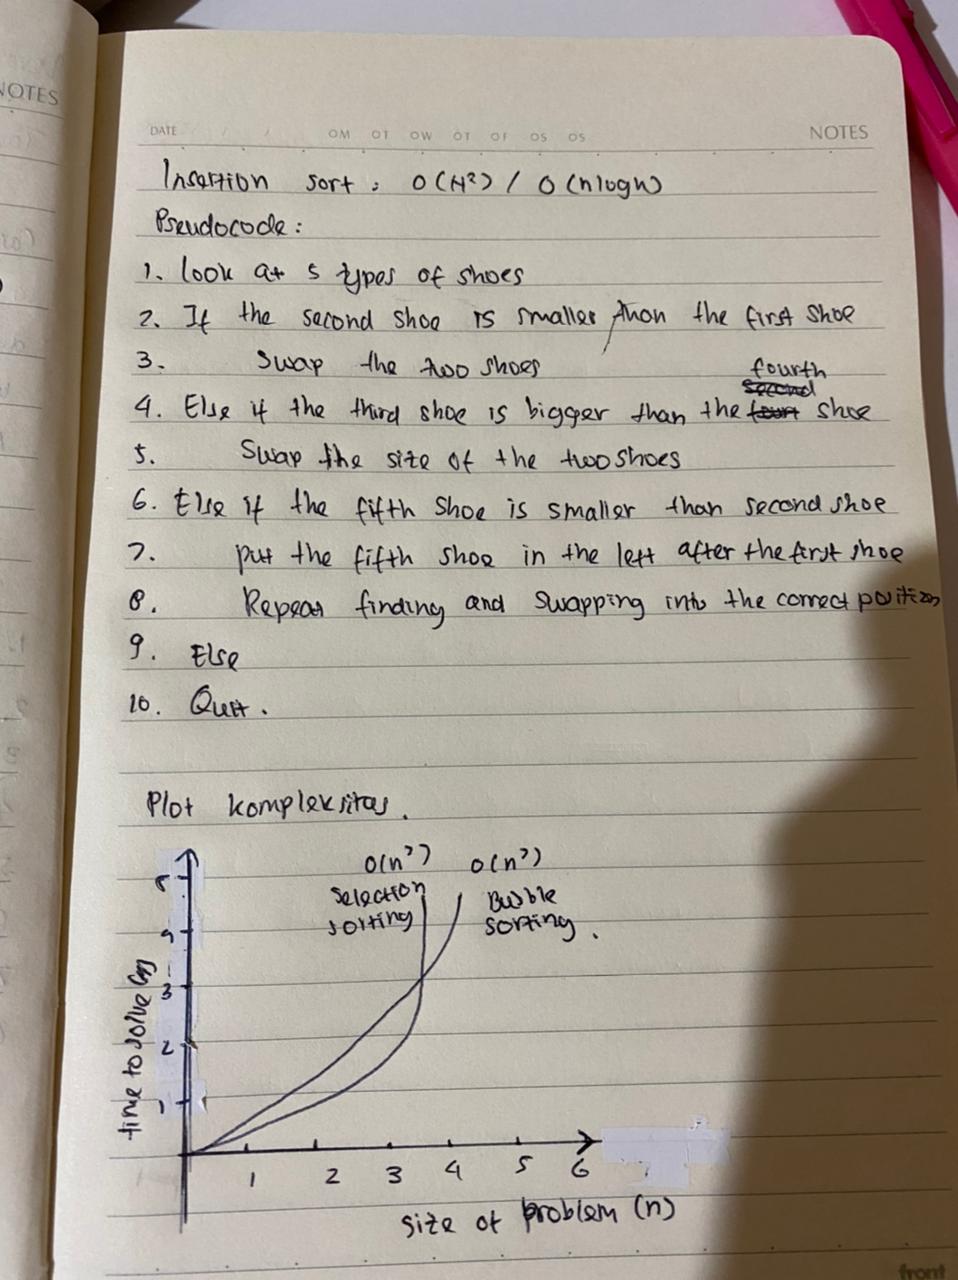 NOTES
DATE / / OM OT OW OT OF OS OS NOTES
Insertion sort : O(N²) / O(n log n)
Pseudocode :
1. look at 5 types of shoes
2. If the second shoe is smaller than the first shoe
3. Swap the two shoes
fourth
second
4. Else if the third shoe is bigger than the fourt shoe
5. Swap the size of the two shoes
6. Else if the fifth shoe is smaller than second shoe
7. put the fifth shoe in the left after the first shoe
8. Repeat finding and swapping into the correct position
9. Else
10. Quit .
Plot kompleksitas .
O(n²) O(n²)
Selection Bubble
sorting sorting .
5
4
3
2
1
time to solve
1 2 3 4 5 6
size of problem (n)
front